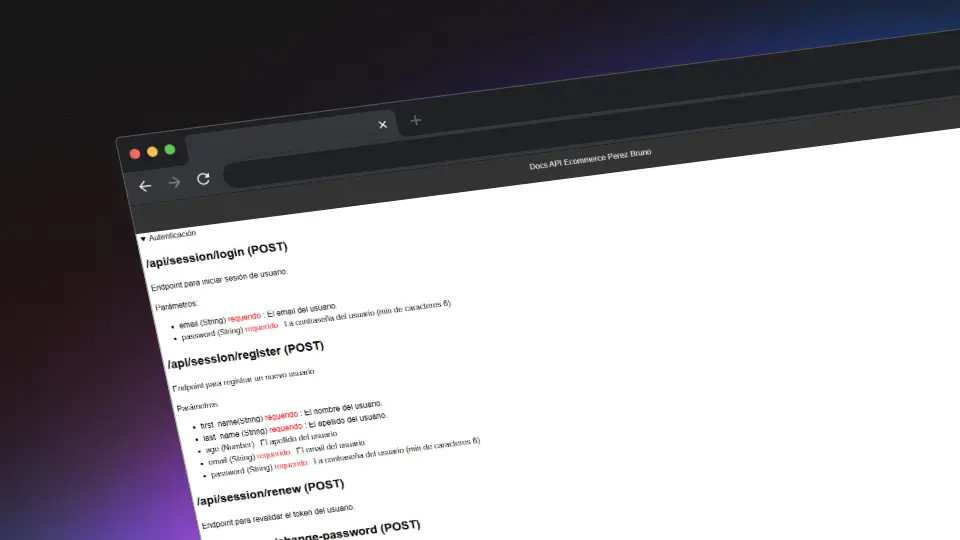 Docs API Ecommerce Perez Bruno
▼ Autenticación
/api/session/login (POST)
Endpoint para iniciar sesión de usuario.
Parámetros:
• email (String) requerido : El email del usuario.
• password (String) requerido La contraseña del usuario (min de caracteres 6)
/api/session/register (POST)
Endpoint para registrar un nuevo usuario
Parámetros
• first_name(String) requerido : El nombre del usuario.
• last_name (String) requerido : El apellido del usuario.
• age (Number) El apellido del usuario
• email (String) requerido El email del usuario
• password (String) requerido La contraseña del usuario (min de caracteres 6)
/api/session/renew (POST)
Endpoint para revalidar el token del usuario.
change-password (POST)